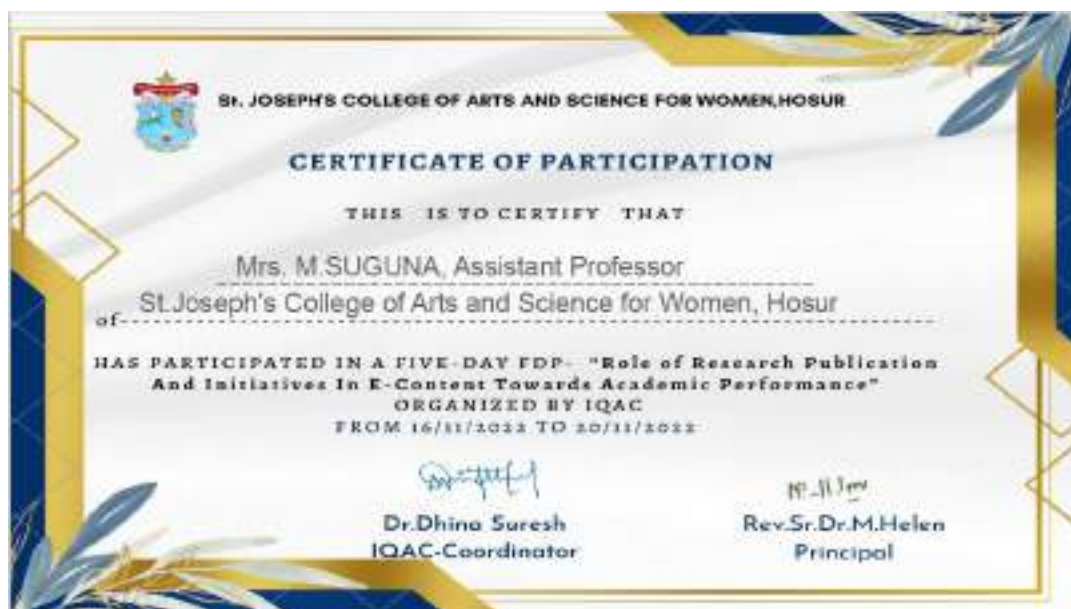 St. JOSEPH'S COLLEGE OF ARTS AND SCIENCE FOR WOMEN,HOSUR
CERTIFICATE OF PARTICIPATION
THIS IS TO CERTIFY THAT
Mrs. M.SUGUNA, Assistant Professor
of St.Joseph's College of Arts and Science for Women, Hosur
HAS PARTICIPATED IN A FIVE-DAY FDP- "Role of Research Publication
And Initiatives In E-Content Towards Academic Performance"
ORGANIZED BY IQAC
FROM 16/11/2022 TO 20/11/2022
Dr.Dhina Suresh
IQAC-Coordinator
Rev.Sr.Dr.M.Helen
Principal